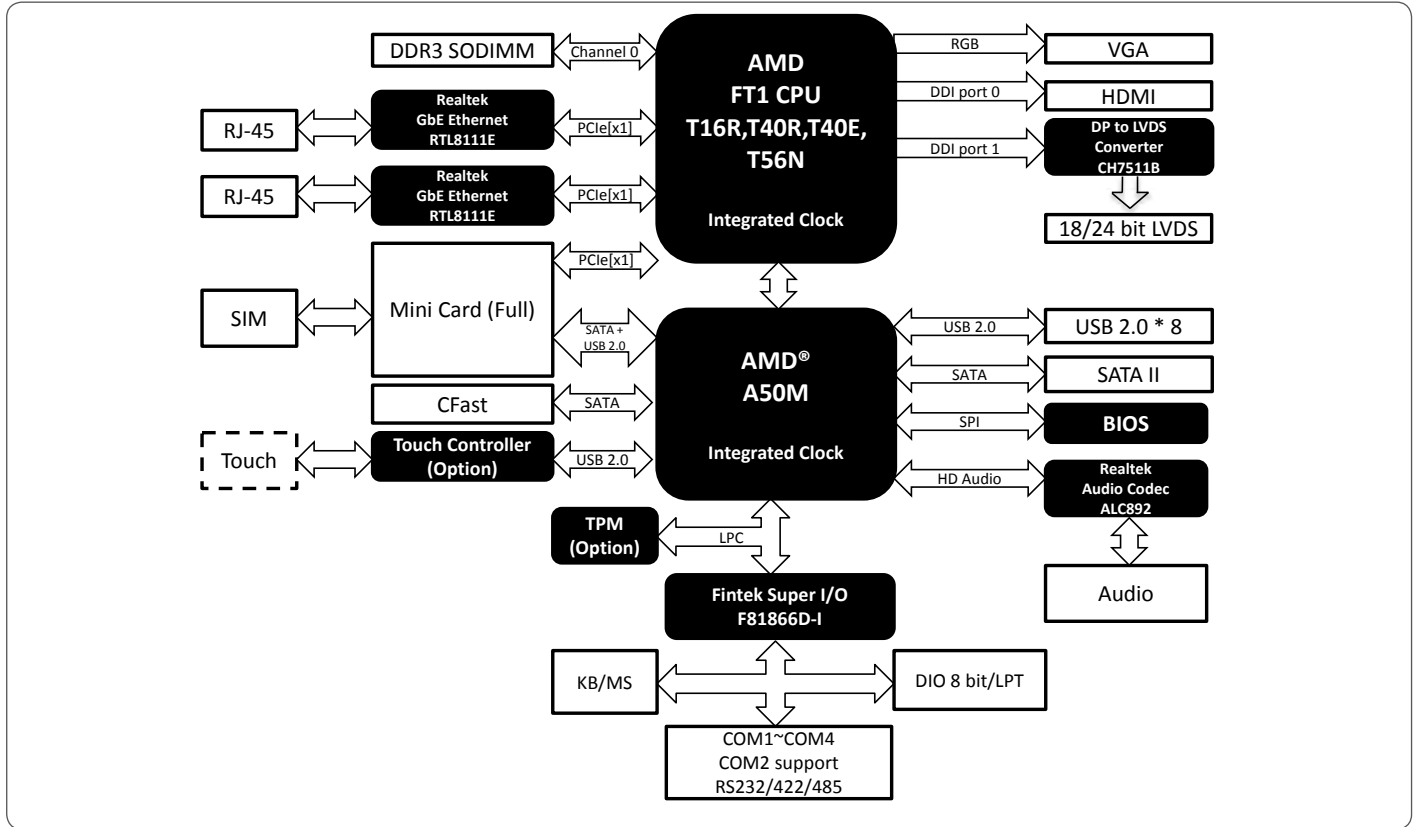 DDR3 SODIMM
Channel 0
AMD
FT1 CPU
T16R,T40R,T40E,
T56N
Integrated Clock
RGB
VGA
DDI port 0
HDMI
DDI port 1
DP to LVDS
Converter
CH7511B
18/24 bit LVDS
RJ-45
Realtek
GbE Ethernet
RTL8111E
PCIe[x1]
RJ-45
Realtek
GbE Ethernet
RTL8111E
PCIe[x1]
SIM
Mini Card (Full)
PCIe[x1]
SATA +
USB 2.0
AMD®
A50M
Integrated Clock
USB 2.0
USB 2.0 * 8
SATA
SATA II
SPI
BIOS
HD Audio
Realtek
Audio Codec
ALC892
Audio
CFast
SATA
Touch
Touch Controller
(Option)
USB 2.0
TPM
(Option)
LPC
Fintek Super I/O
F81866D-I
KB/MS
DIO 8 bit/LPT
COM1~COM4
COM2 support
RS232/422/485